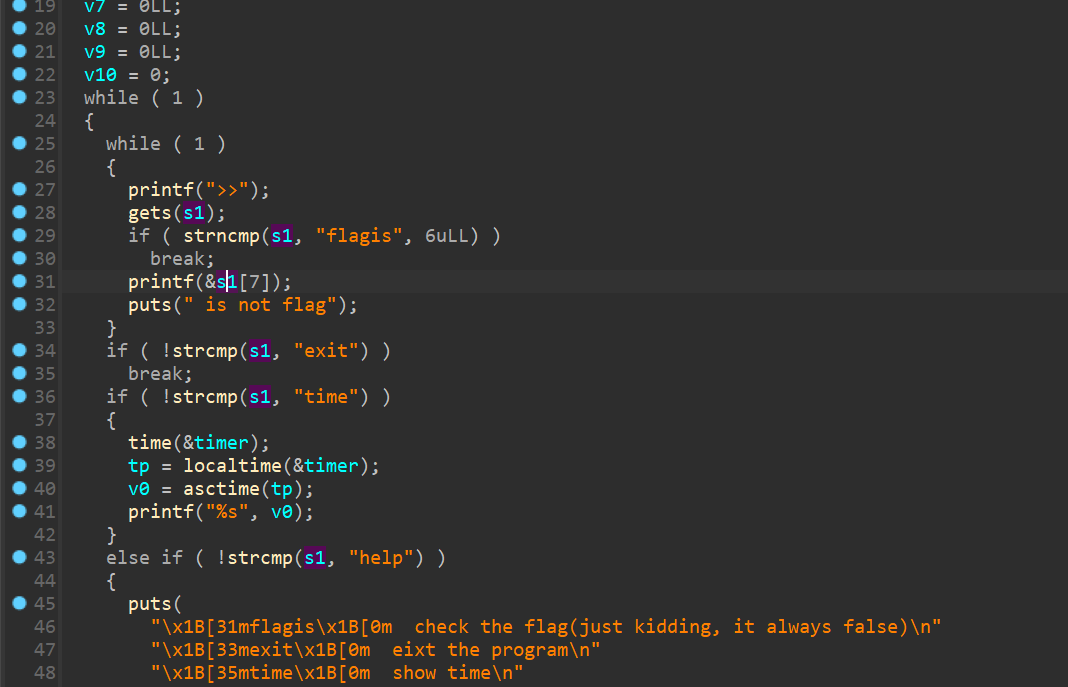 19 v7 = 0LL;
20 v8 = 0LL;
21 v9 = 0LL;
22 v10 = 0;
23 while ( 1 )
24 {
25 while ( 1 )
26 {
27 printf(">>");
28 gets(s1);
29 if ( strncmp(s1, "flagis", 6uLL) )
30 break;
31 printf(&s1[7]);
32 puts(" is not flag");
33 }
34 if ( !strcmp(s1, "exit") )
35 break;
36 if ( !strcmp(s1, "time") )
37 {
38 time(&timer);
39 tp = localtime(&timer);
40 v0 = asctime(tp);
41 printf("%s", v0);
42 }
43 else if ( !strcmp(s1, "help") )
44 {
45 puts(
46 "\x1B[31mflagis\x1B[0m  check the flag(just kidding, it always false)\n"
47 "\x1B[33mexit\x1B[0m  eixt the program\n"
48 "\x1B[35mtime\x1B[0m  show time\n"